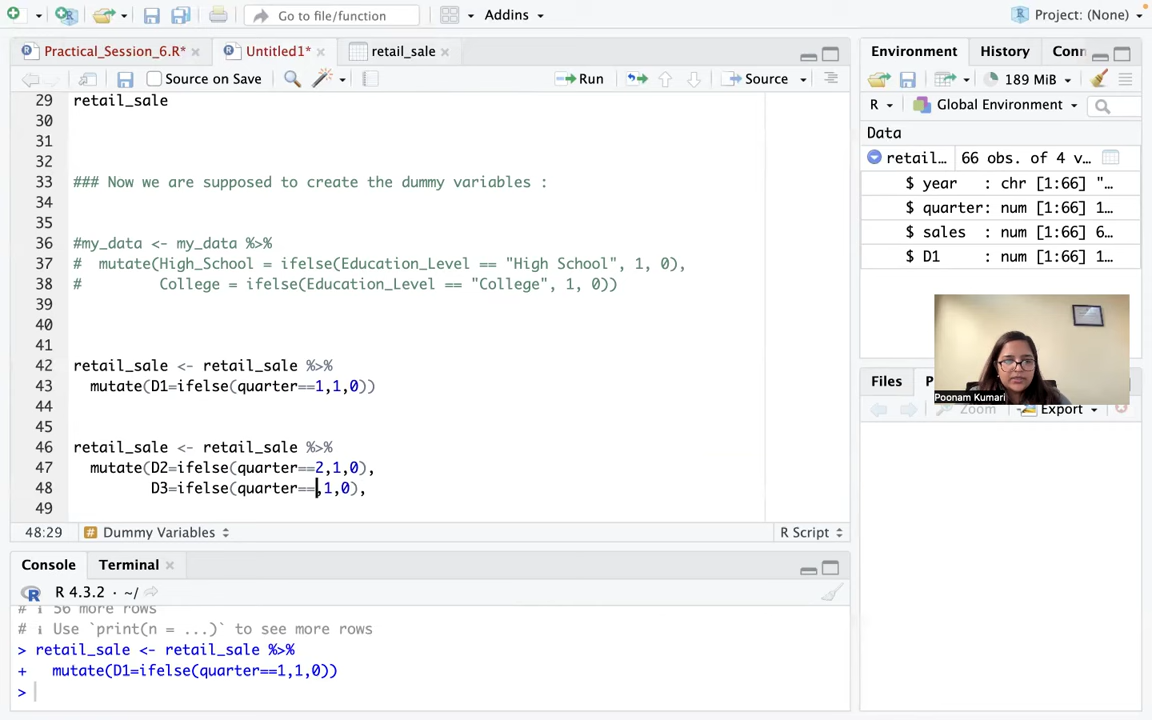 Go to file/function
Addins
Project: (None)
Practical_Session_6.R*
Untitled1*
retail_sale
Source on Save
Run
Source
29 retail_sale
30
31
32
33 ### Now we are supposed to create the dummy variables :
34
35
36 #my_data <- my_data %>%
37 #  mutate(High_School = ifelse(Education_Level == "High School", 1, 0),
38 #         College = ifelse(Education_Level == "College", 1, 0))
39
40
41
42 retail_sale <- retail_sale %>%
43   mutate(D1=ifelse(quarter==1,1,0))
44
45
46 retail_sale <- retail_sale %>%
47   mutate(D2=ifelse(quarter==2,1,0),
48          D3=ifelse(quarter==,1,0),
49
48:29
# Dummy Variables
R Script
Console
Terminal
R 4.3.2 · ~/
# ℹ 56 more rows
# ℹ Use `print(n = ...)` to see more rows
> retail_sale <- retail_sale %>%
+   mutate(D1=ifelse(quarter==1,1,0))
>
Environment
History
Conn
189 MiB
R
Global Environment
Data
retail... 66 obs. of 4 v...
$ year : chr [1:66] "...
$ quarter: num [1:66] 1...
$ sales : num [1:66] 6...
$ D1 : num [1:66] 1...
Poonam Kumari
Files
Zoom
Export